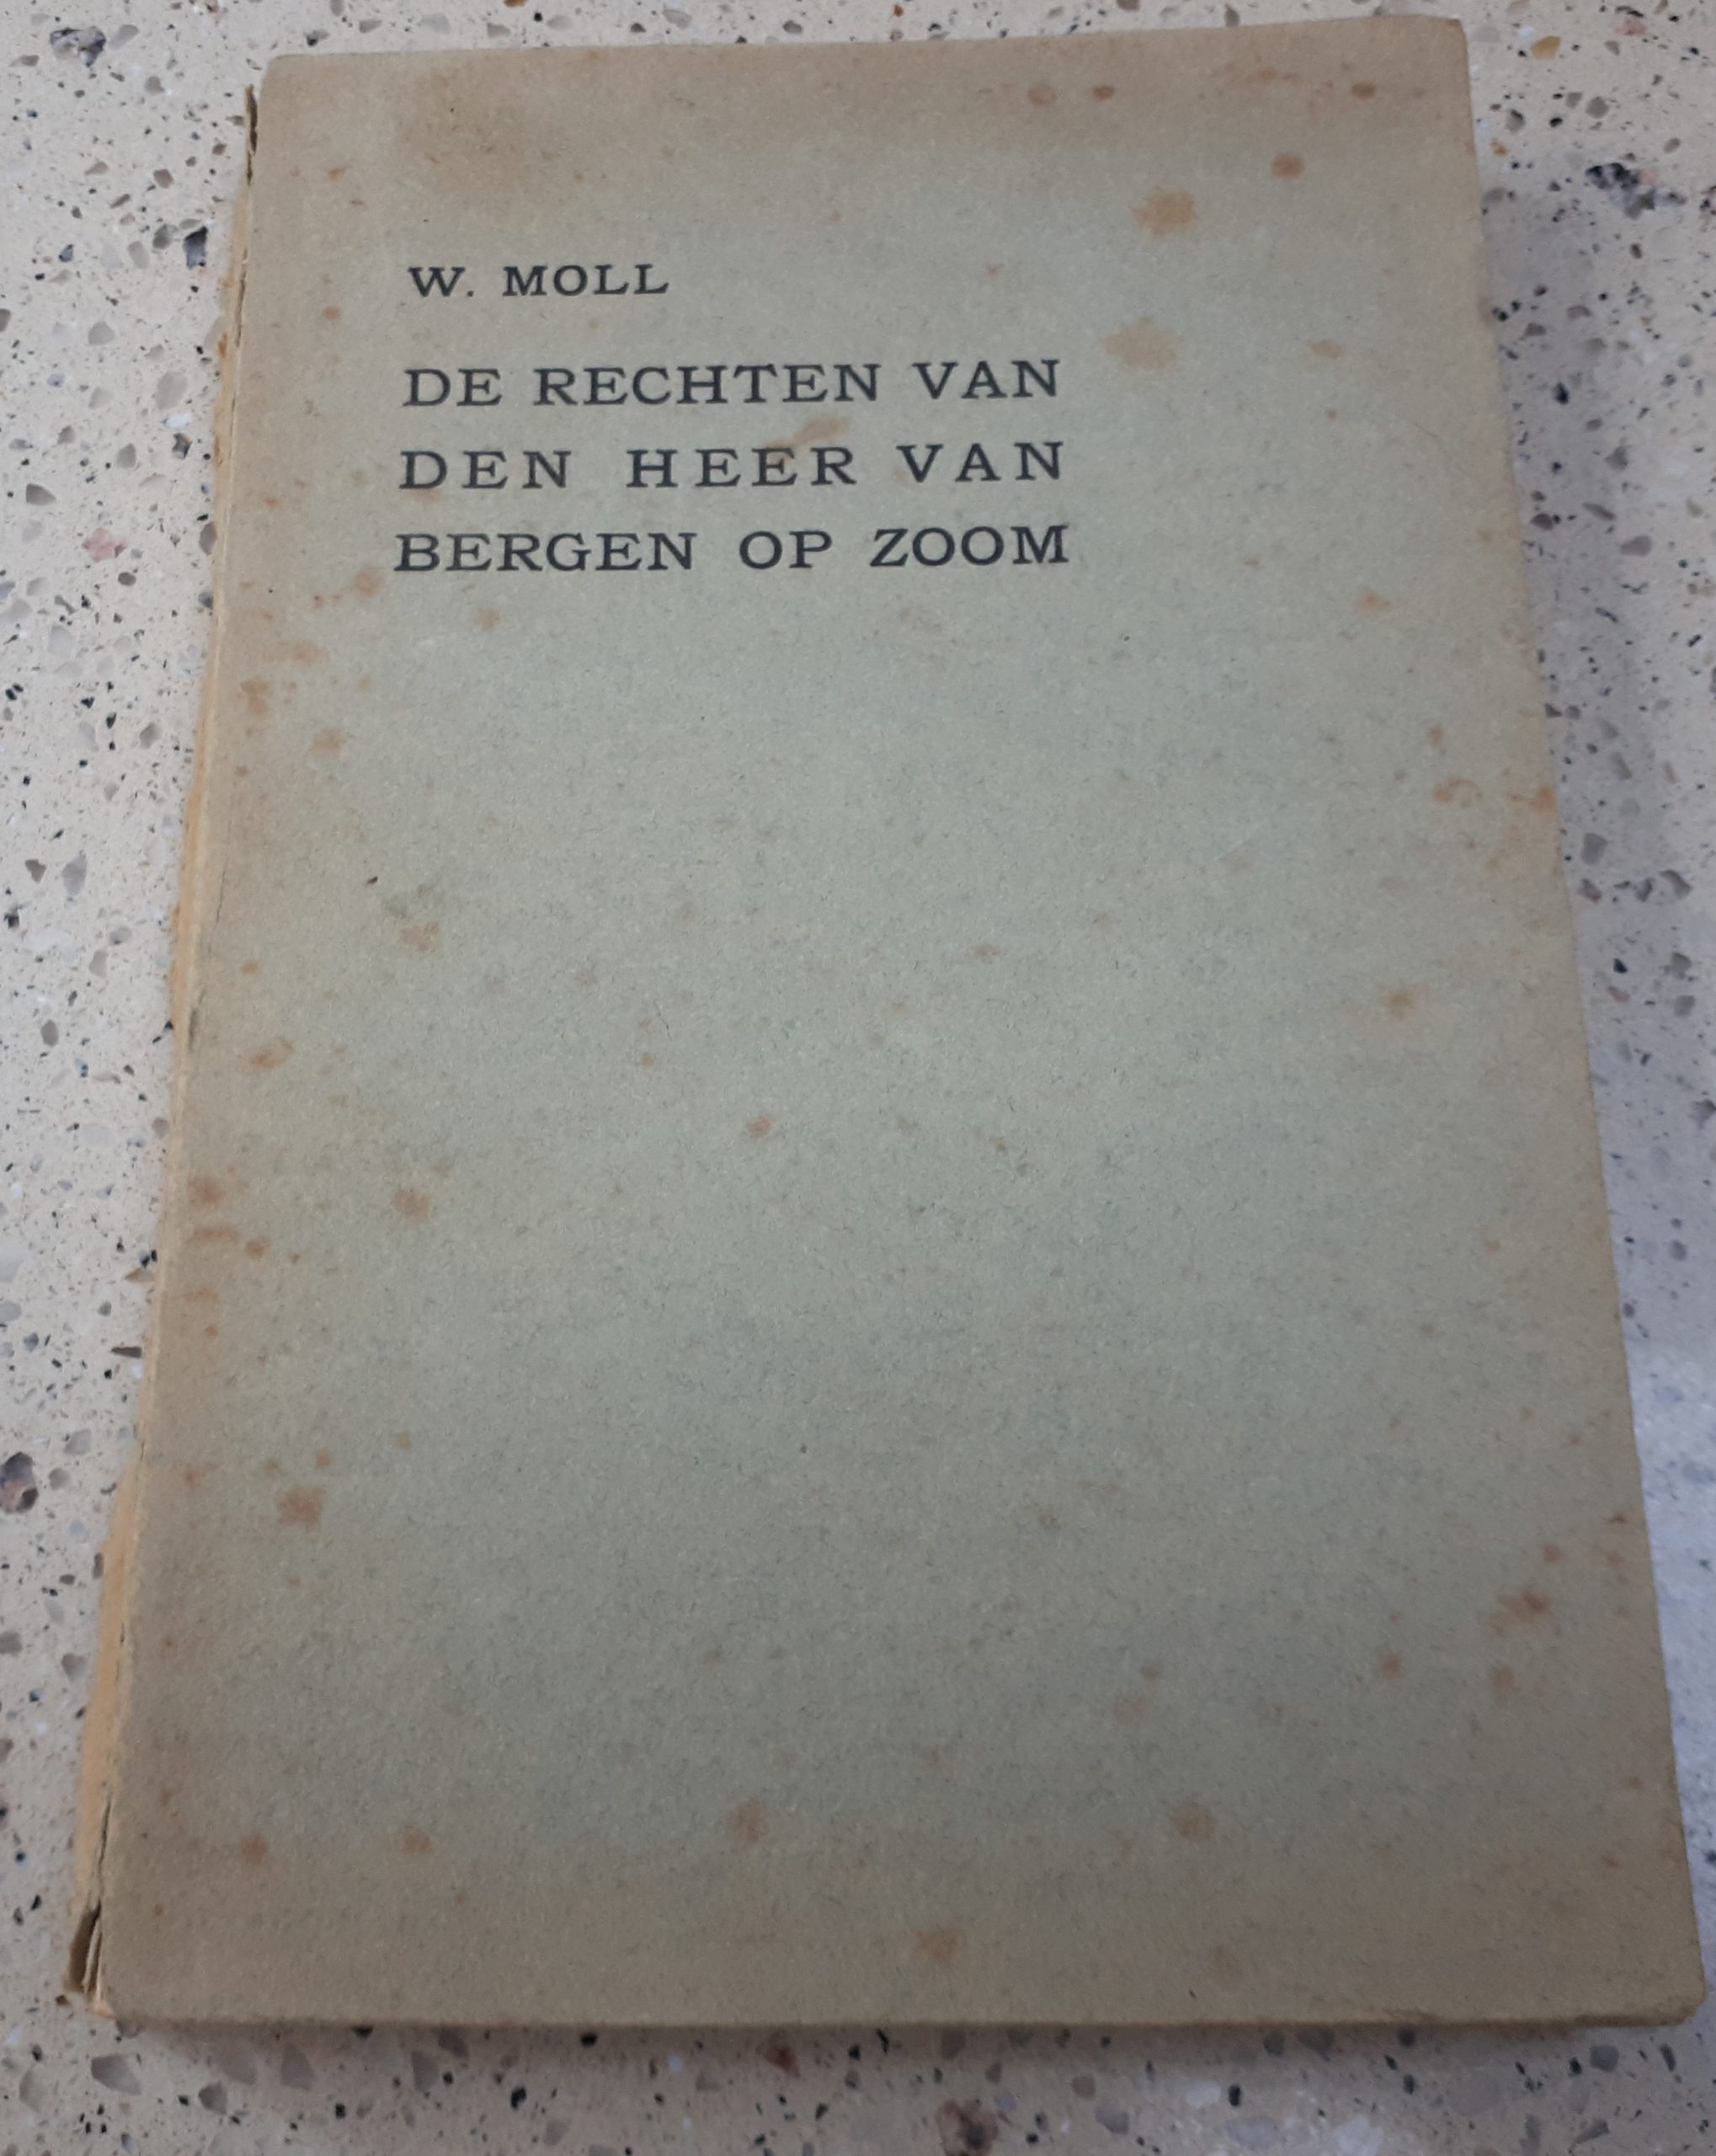 W. MOLL
DE RECHTEN VAN
DEN HEER VAN
BERGEN OP ZOOM